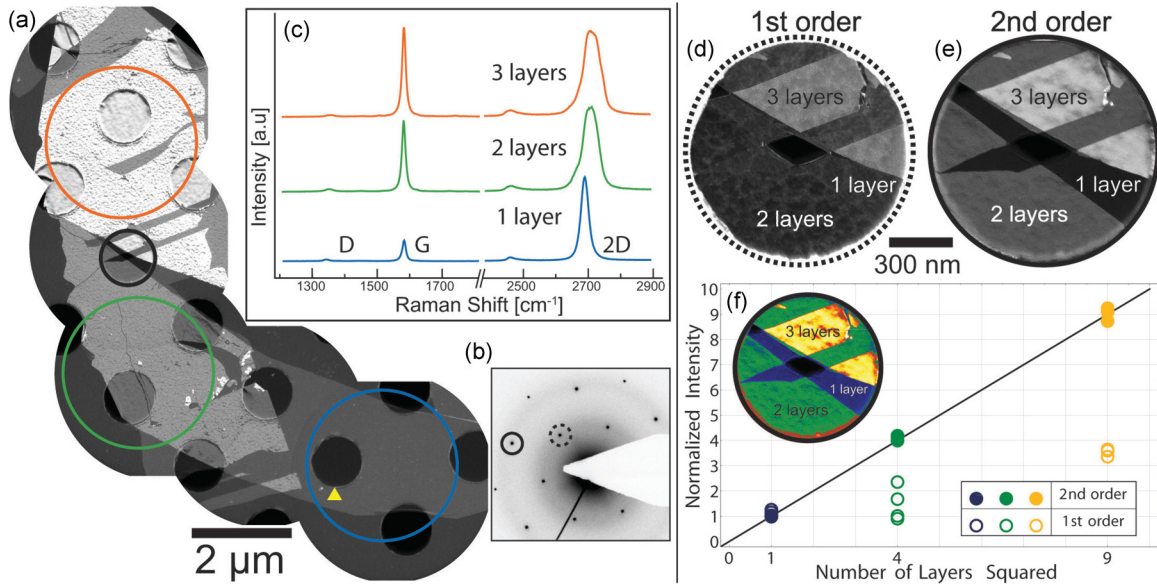 (a)
2 μm
(c)
Intensity [a.u]
3 layers
2 layers
1 layer
D
G
2D
1300
1500
1700
2500
2700
2900
Raman Shift [cm⁻¹]
(b)
1st order
2nd order
(d)
3 layers
1 layer
2 layers
(e)
3 layers
1 layer
2 layers
300 nm
(f)
3 layers
1 layer
2 layers
Normalized Intensity
10
9
8
7
6
5
4
3
2
1
0
0
1
4
9
Number of Layers Squared
2nd order
1st order